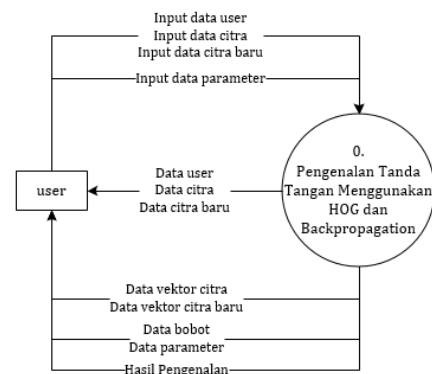 Input data user
Input data citra
Input data citra baru
Input data parameter
0.
Pengenalan Tanda
Tangan Menggunakan
HOG dan
Backpropagation
user
Data user
Data citra
Data citra baru
Data vektor citra
Data vektor citra baru
Data bobot
Data parameter
Hasil Pengenalan